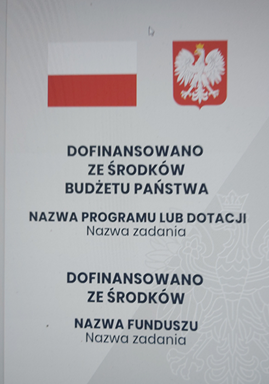 DOFINANSOWANO
ZE ŚRODKÓW
BUDŻETU PAŃSTWA
NAZWA PROGRAMU LUB DOTACJI
Nazwa zadania
DOFINANSOWANO
ZE ŚRODKÓW
NAZWA FUNDUSZU
Nazwa zadania